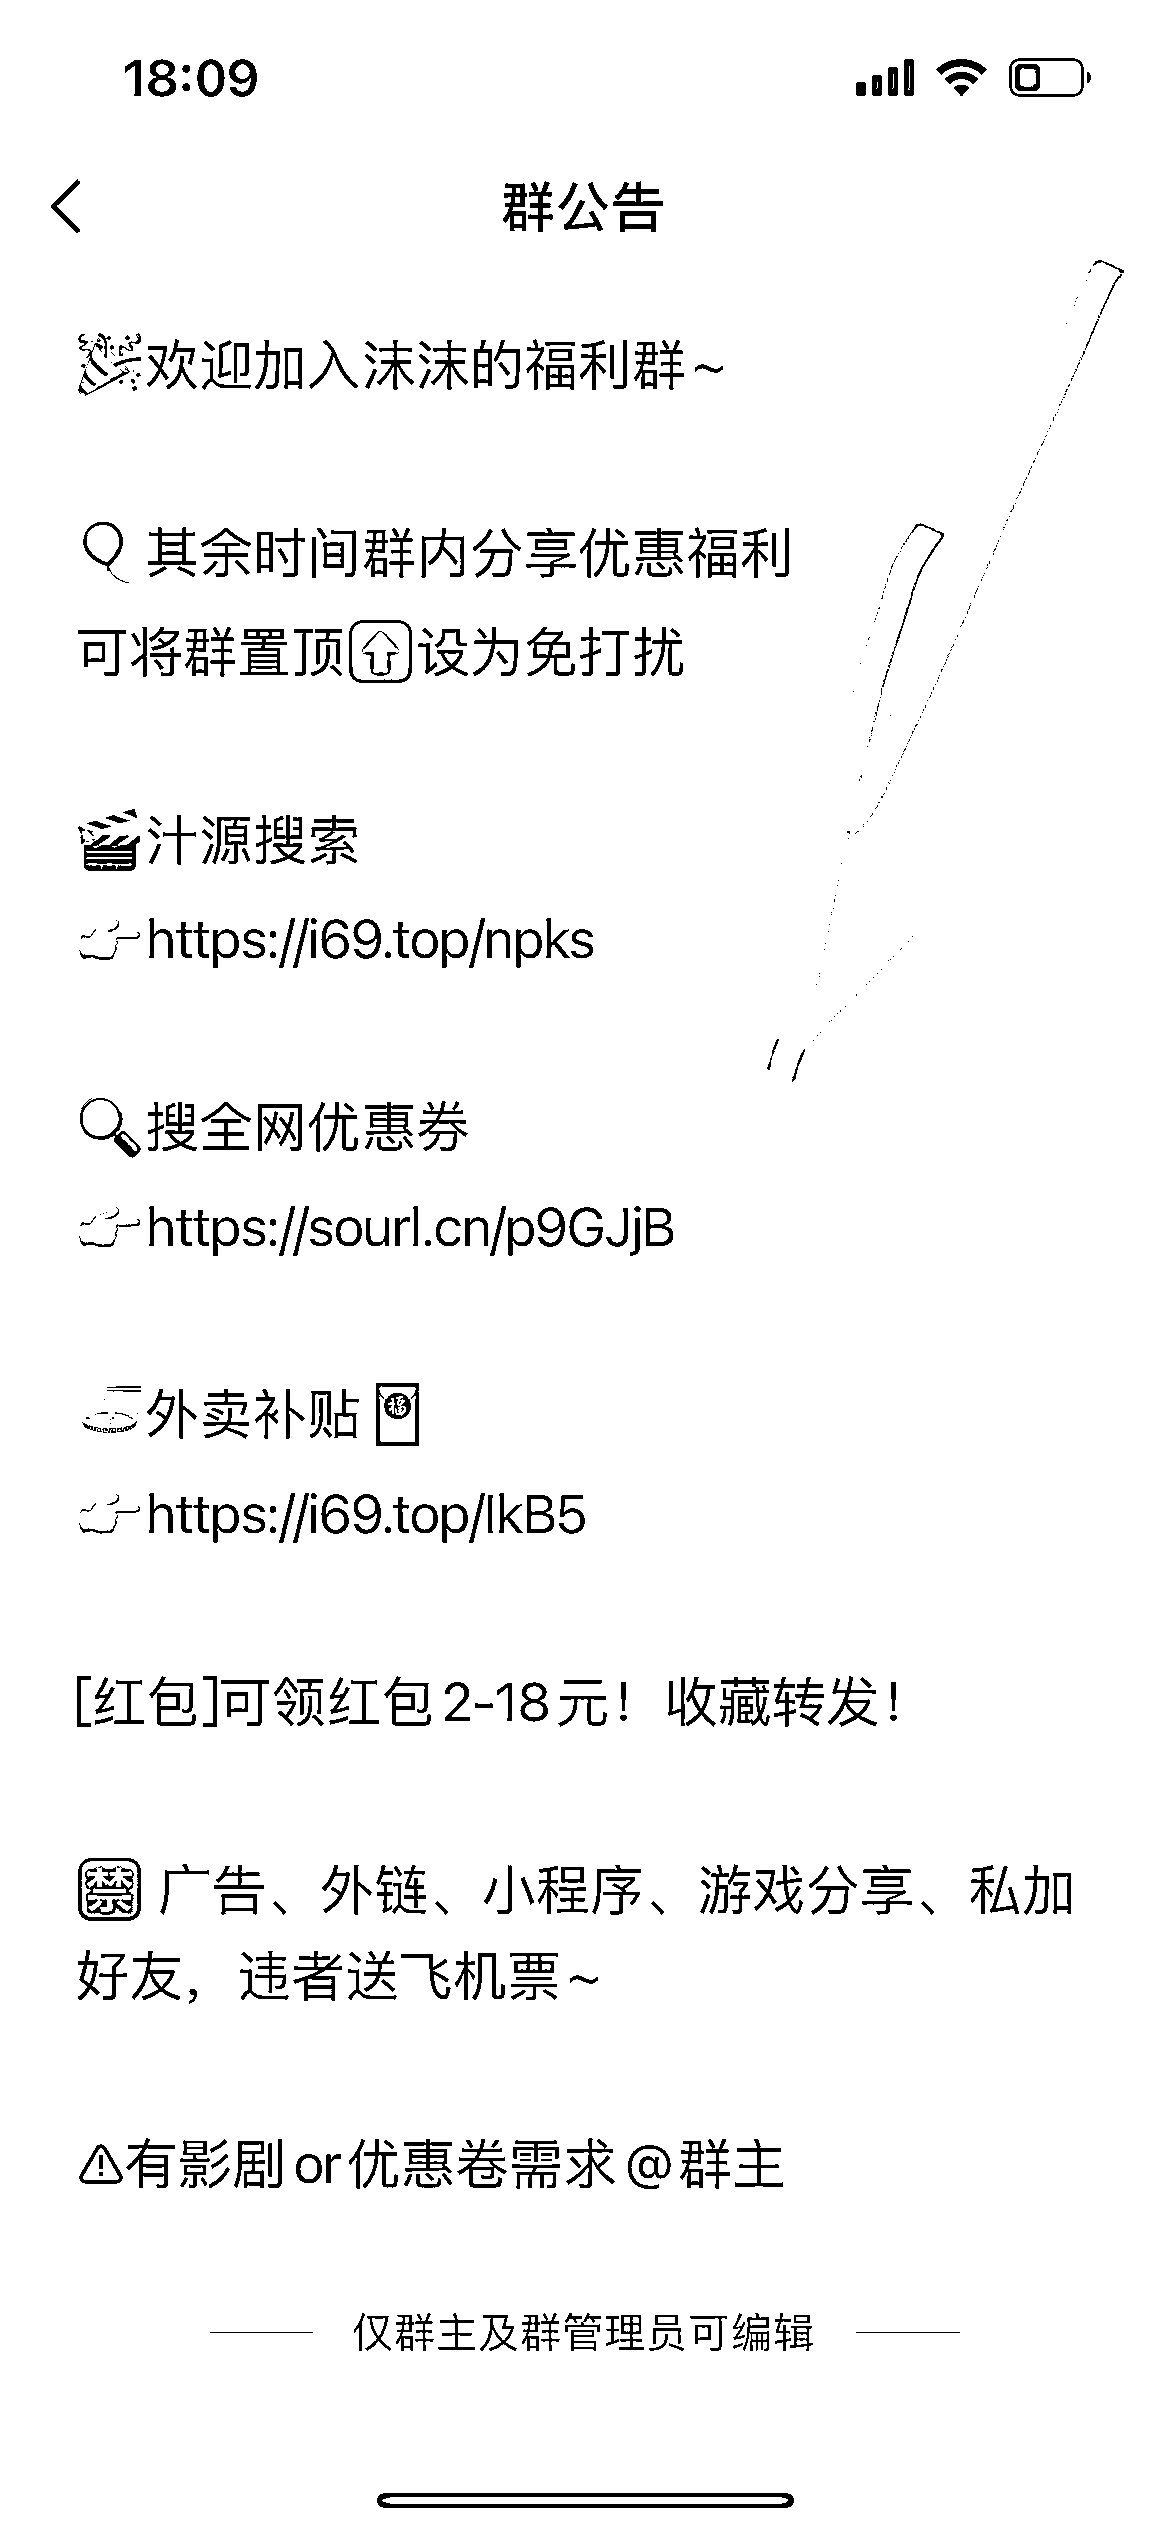 18:09
群公告
🎉欢迎加入沫沫的福利群~
🎈其余时间群内分享优惠福利
可将群置顶⬆️设为免打扰
🎬汁源搜索
👉https://i69.top/npks
🔍搜全网优惠券
👉https://sourl.cn/p9GJjB
🍜外卖补贴🧧
👉https://i69.top/lkB5
[红包]可领红包2-18元！收藏转发！
🈲 广告、外链、小程序、游戏分享、私加
好友，违者送飞机票~
⚠️有影剧or优惠卷需求@群主
仅群主及群管理员可编辑